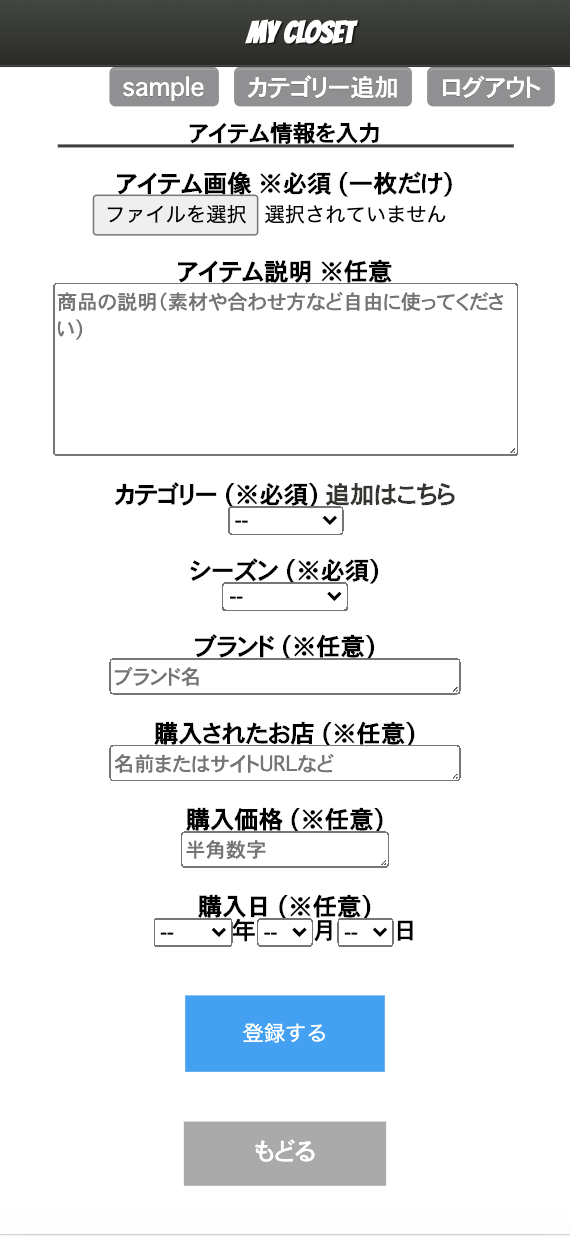 MY CLOSET
sample カテゴリー追加 ログアウト
アイテム情報を入力
アイテム画像 ※必須 (一枚だけ)
ファイルを選択 選択されていません
アイテム説明 ※任意
商品の説明(素材や合わせ方など自由に使ってくださ
い)
カテゴリー (※必須) 追加はこちら
--
シーズン (※必須)
--
ブランド (※任意)
ブランド名
購入されたお店 (※任意)
名前またはサイトURLなど
購入価格 (※任意)
半角数字
購入日 (※任意)
-- 年 -- 月 -- 日
登録する
もどる